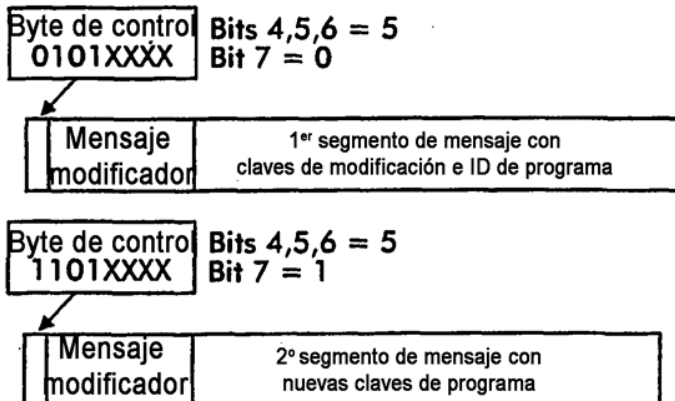 Byte de control
0101XXXX
Bits 4,5,6 = 5
Bit 7 = 0
Mensaje
modificador
1er segmento de mensaje con
claves de modificación e ID de programa
Byte de control
1101XXXX
Bits 4,5,6 = 5
Bit 7 = 1
Mensaje
modificador
2o segmento de mensaje con
nuevas claves de programa